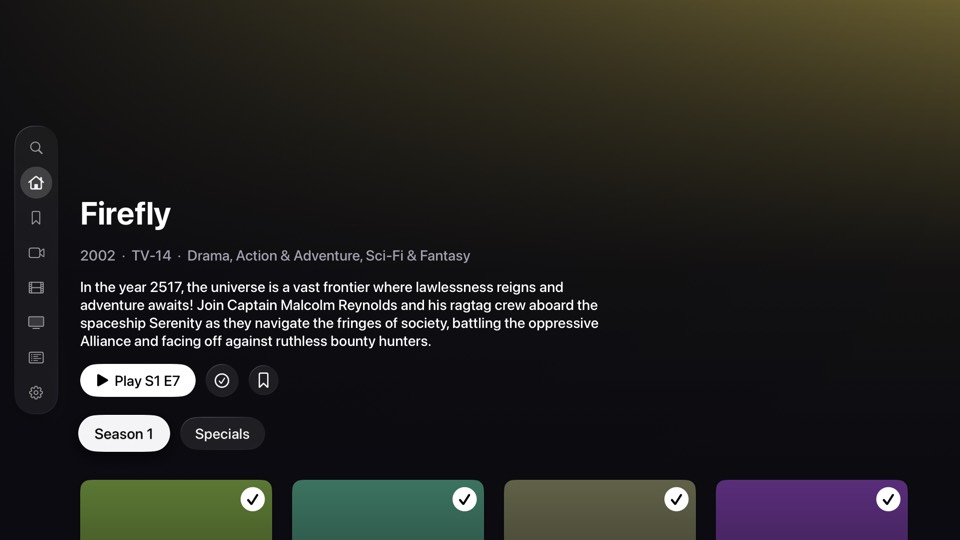 Firefly
2002 · TV-14 · Drama, Action & Adventure, Sci-Fi & Fantasy
In the year 2517, the universe is a vast frontier where lawlessness reigns and
adventure awaits! Join Captain Malcolm Reynolds and his ragtag crew aboard the
spaceship Serenity as they navigate the fringes of society, battling the oppressive
Alliance and facing off against ruthless bounty hunters.
Play S1 E7
Season 1 Specials